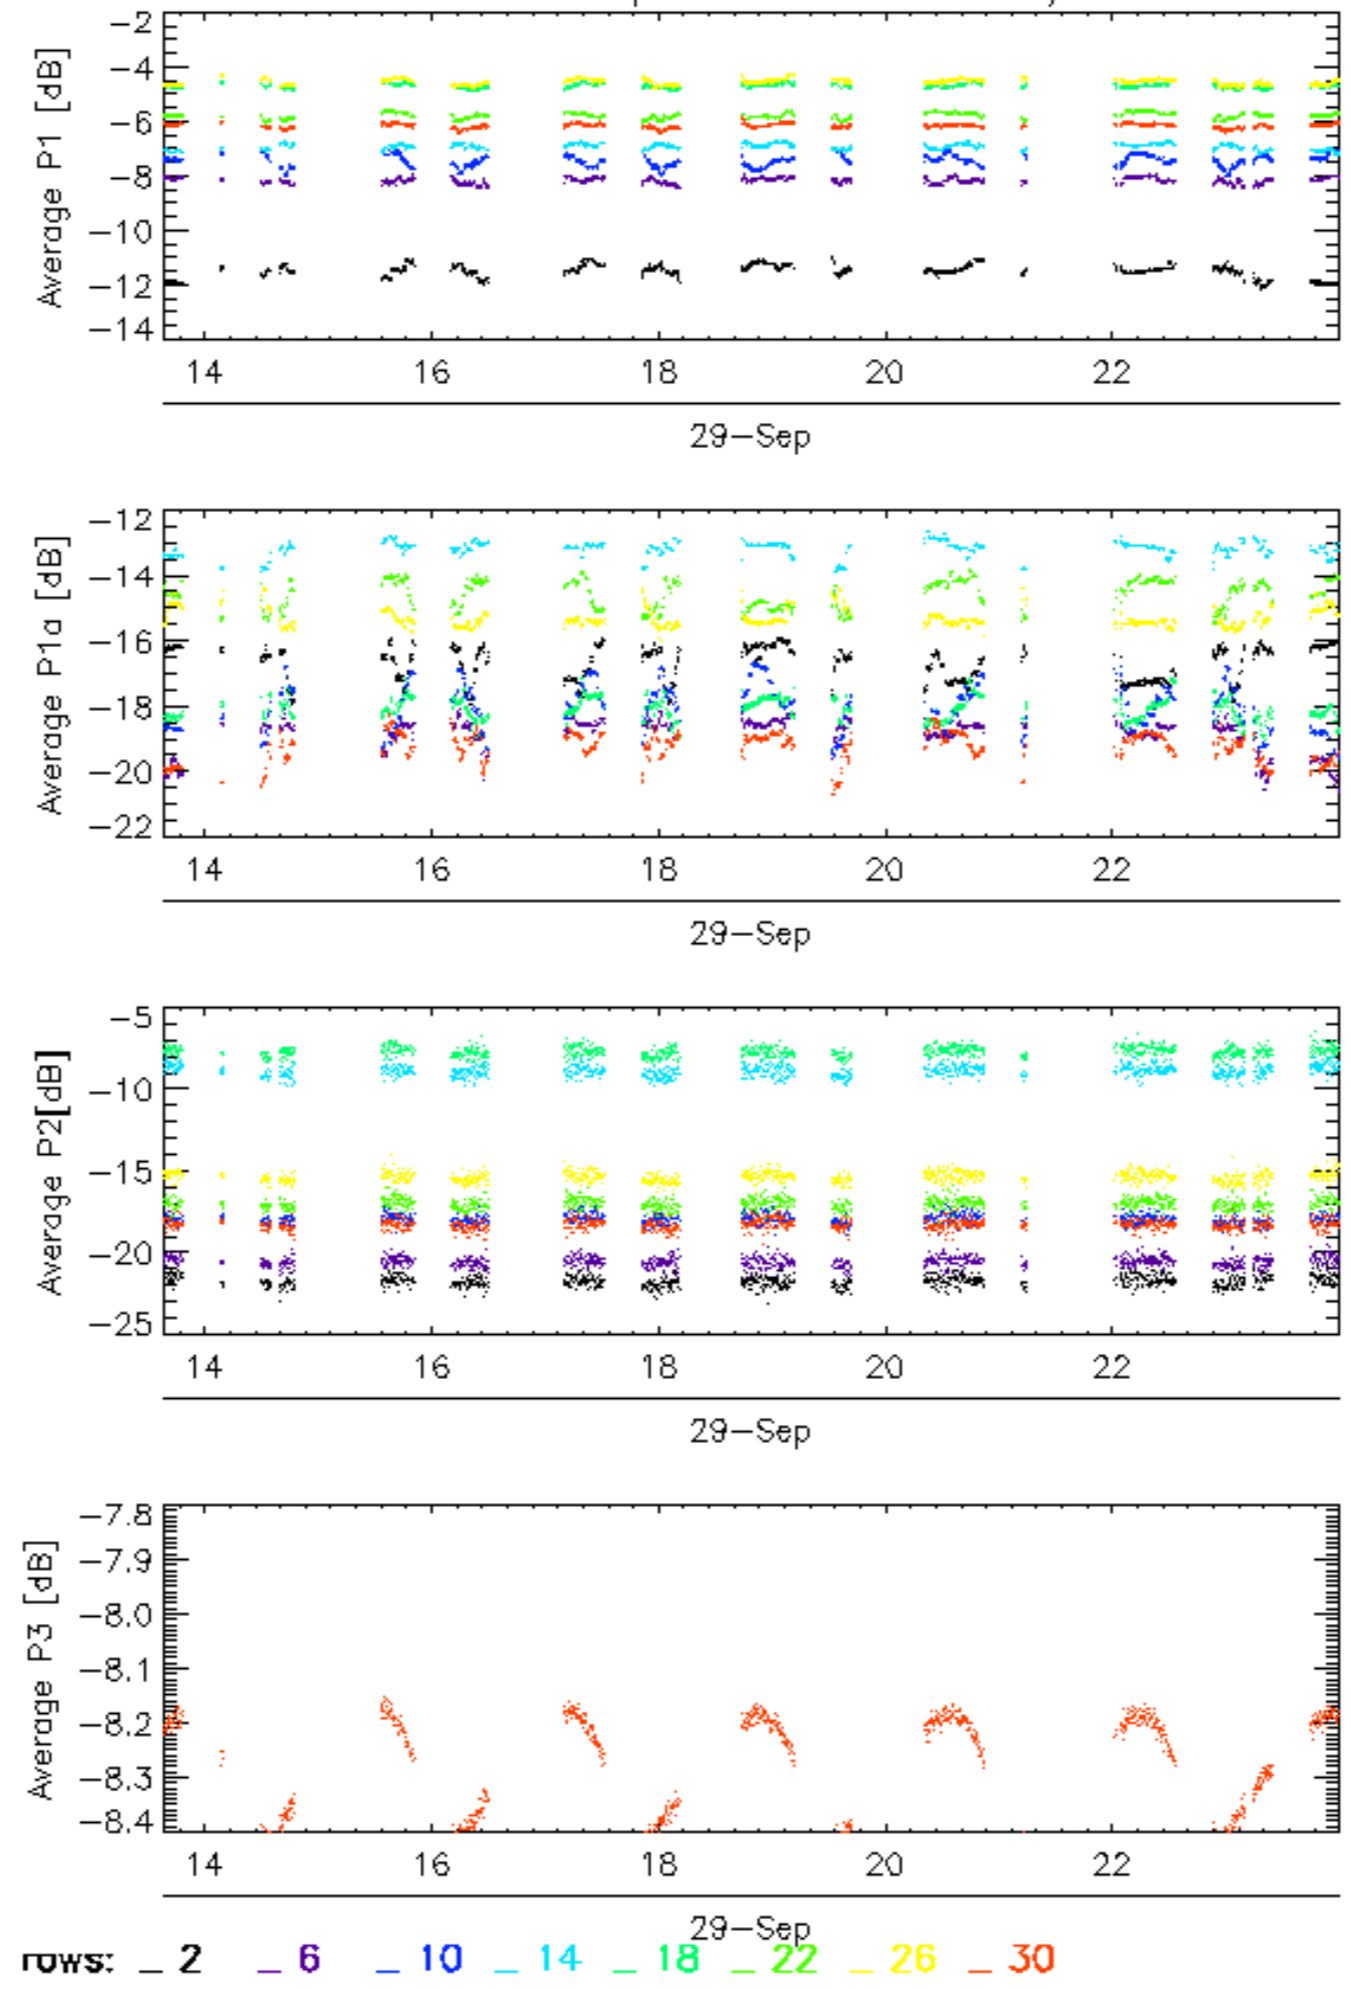 −2
−4
−6
−8
−10
−12
−14
Average P1 [dB]
14 16 18 20 22
29−Sep
−12
−14
−16
−18
−20
−22
Average P1a [dB]
14 16 18 20 22
29−Sep
−5
−10
−15
−20
−25
Average P2[dB]
14 16 18 20 22
29−Sep
−7.8
−7.9
−8.0
−8.1
−8.2
−8.3
−8.4
Average P3 [dB]
14 16 18 20 22
29−Sep
rows: _ 2 _ 6 _ 10 _ 14 _ 18 _ 22 _ 26 _ 30